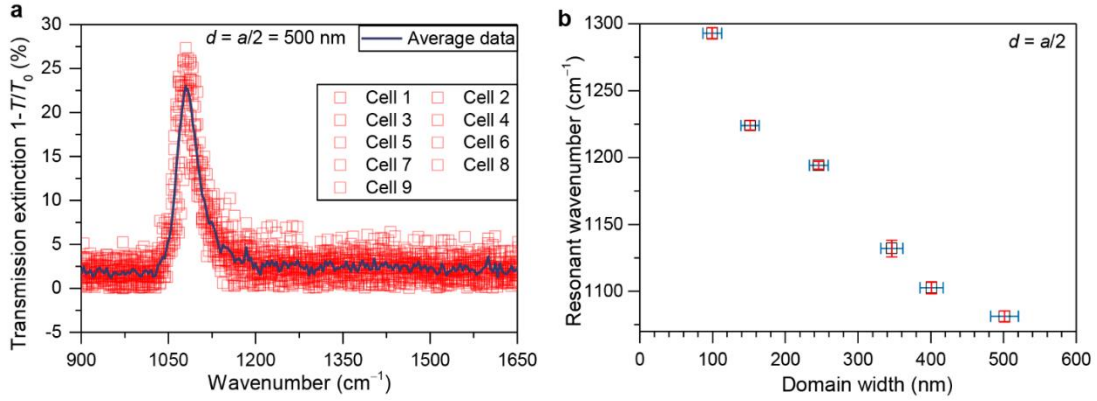 a
d = a/2 = 500 nm
Average data
Cell 1 Cell 2
Cell 3 Cell 4
Cell 5 Cell 6
Cell 7 Cell 8
Cell 9
Transmission extinction 1-T/T₀ (%)
30
25
20
15
10
5
0
-5
900 1050 1200 1350 1500 1650
Wavenumber (cm⁻¹)
b
d = a/2
Resonant wavenumber (cm⁻¹)
1300
1250
1200
1150
1100
0 100 200 300 400 500 600
Domain width (nm)